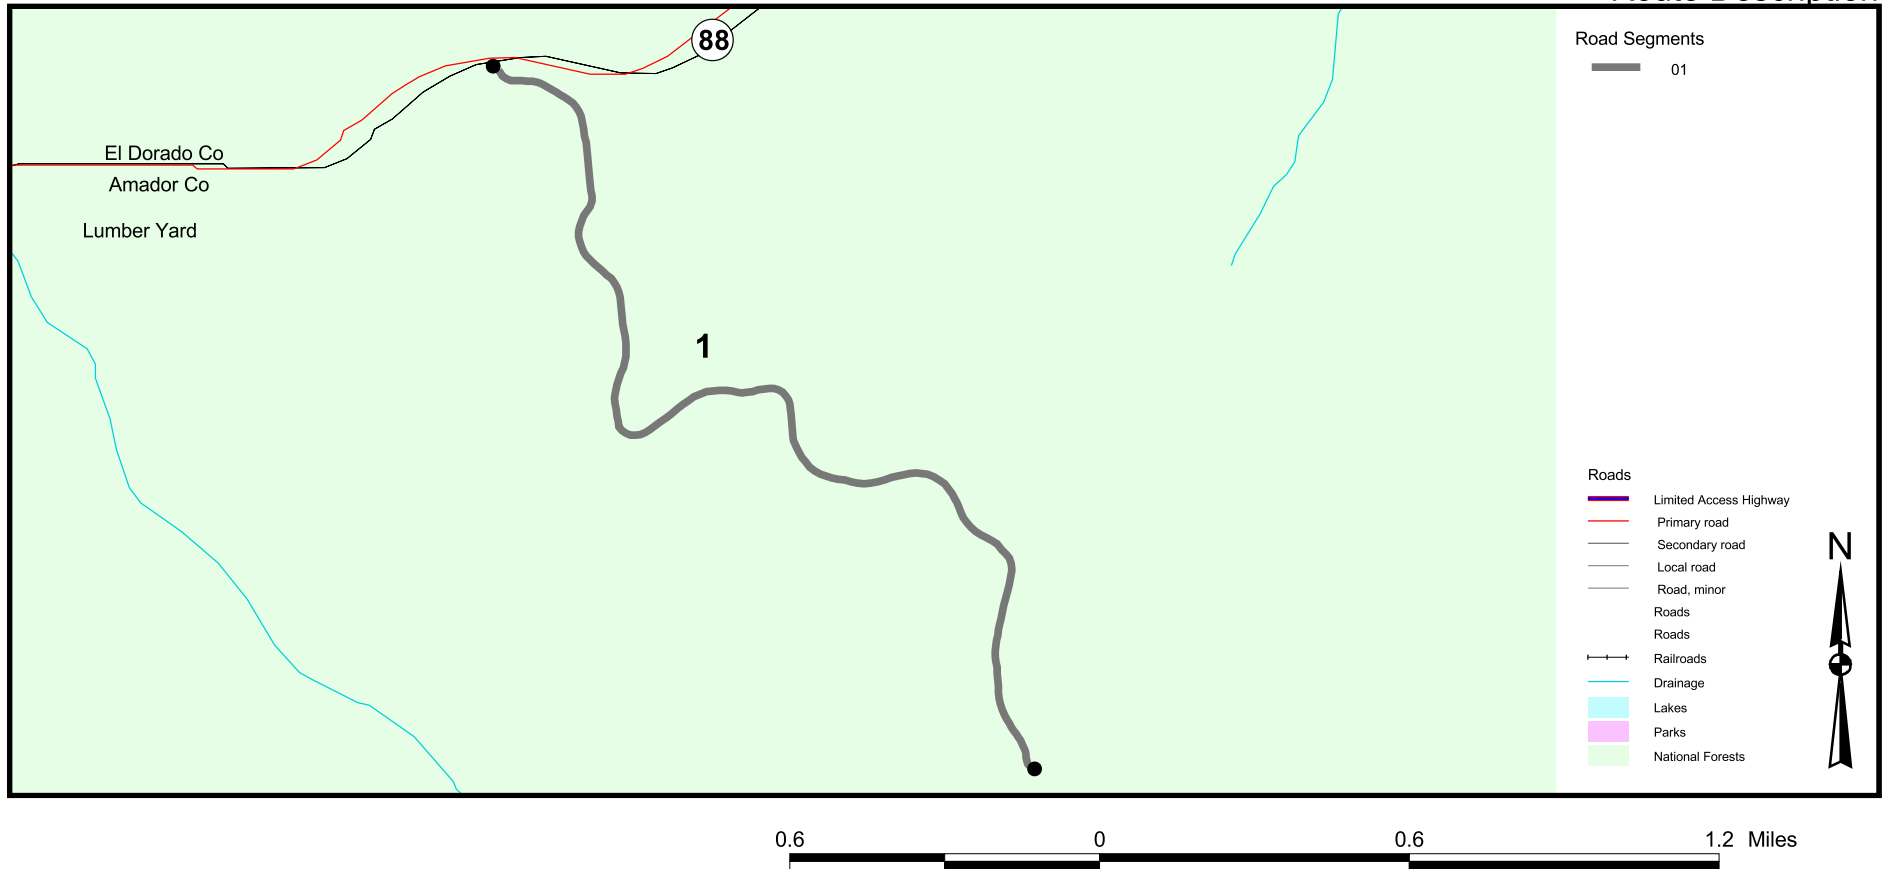 Route Description
88
El Dorado Co
Amador Co
Lumber Yard
1
Road Segments
01
Roads
Limited Access Highway
Primary road
Secondary road
Local road
Road, minor
Roads
Roads
Railroads
Drainage
Lakes
Parks
National Forests
N
0.6 0 0.6 1.2 Miles